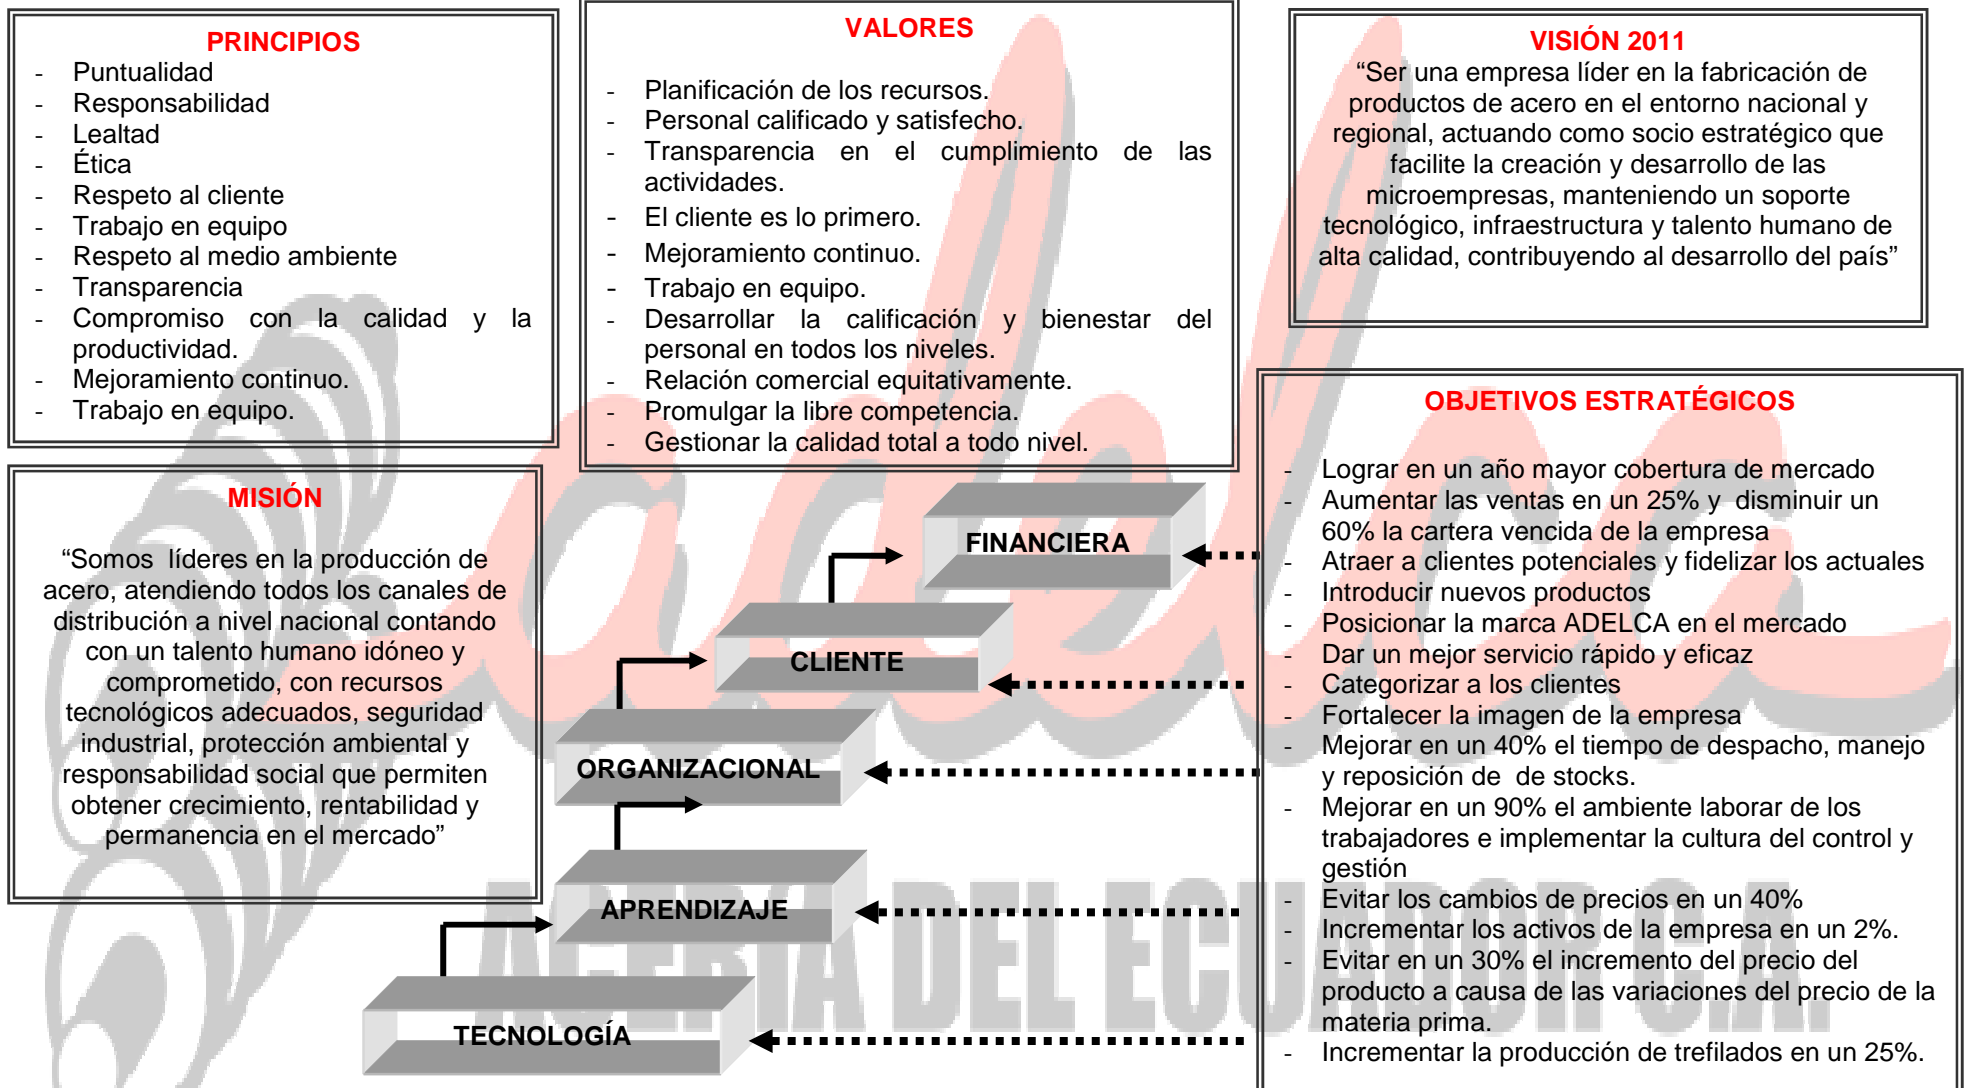 PRINCIPIOS
- Puntualidad
- Responsabilidad
- Lealtad
- Ética
- Respeto al cliente
- Trabajo en equipo
- Respeto al medio ambiente
- Transparencia
- Compromiso con la calidad y la
productividad.
- Mejoramiento continuo.
- Trabajo en equipo.
VALORES
- Planificación de los recursos.
- Personal calificado y satisfecho.
- Transparencia en el cumplimiento de las
actividades.
- El cliente es lo primero.
- Mejoramiento continuo.
- Trabajo en equipo.
- Desarrollar la calificación y bienestar del
personal en todos los niveles.
- Relación comercial equitativamente.
- Promulgar la libre competencia.
- Gestionar la calidad total a todo nivel.
VISIÓN 2011
“Ser una empresa líder en la fabricación de
productos de acero en el entorno nacional y
regional, actuando como socio estratégico que
facilite la creación y desarrollo de las
microempresas, manteniendo un soporte
tecnológico, infraestructura y talento humano de
alta calidad, contribuyendo al desarrollo del país”
MISIÓN
“Somos líderes en la producción de
acero, atendiendo todos los canales de
distribución a nivel nacional contando
con un talento humano idóneo y
comprometido, con recursos
tecnológicos adecuados, seguridad
industrial, protección ambiental y
responsabilidad social que permiten
obtener crecimiento, rentabilidad y
permanencia en el mercado”
FINANCIERA
CLIENTE
ORGANIZACIONAL
APRENDIZAJE
TECNOLOGÍA
OBJETIVOS ESTRATÉGICOS
- Lograr en un año mayor cobertura de mercado
- Aumentar las ventas en un 25% y disminuir un
60% la cartera vencida de la empresa
- Atraer a clientes potenciales y fidelizar los actuales
- Introducir nuevos productos
- Posicionar la marca ADELCA en el mercado
- Dar un mejor servicio rápido y eficaz
- Categorizar a los clientes
- Fortalecer la imagen de la empresa
- Mejorar en un 40% el tiempo de despacho, manejo
y reposición de de stocks.
- Mejorar en un 90% el ambiente laborar de los
trabajadores e implementar la cultura del control y
gestión
- Evitar los cambios de precios en un 40%
- Incrementar los activos de la empresa en un 2%.
- Evitar en un 30% el incremento del precio del
producto a causa de las variaciones del precio de la
materia prima.
- Incrementar la producción de trefilados en un 25%.
adelca
ACERÍA DEL ECUADOR C.A.